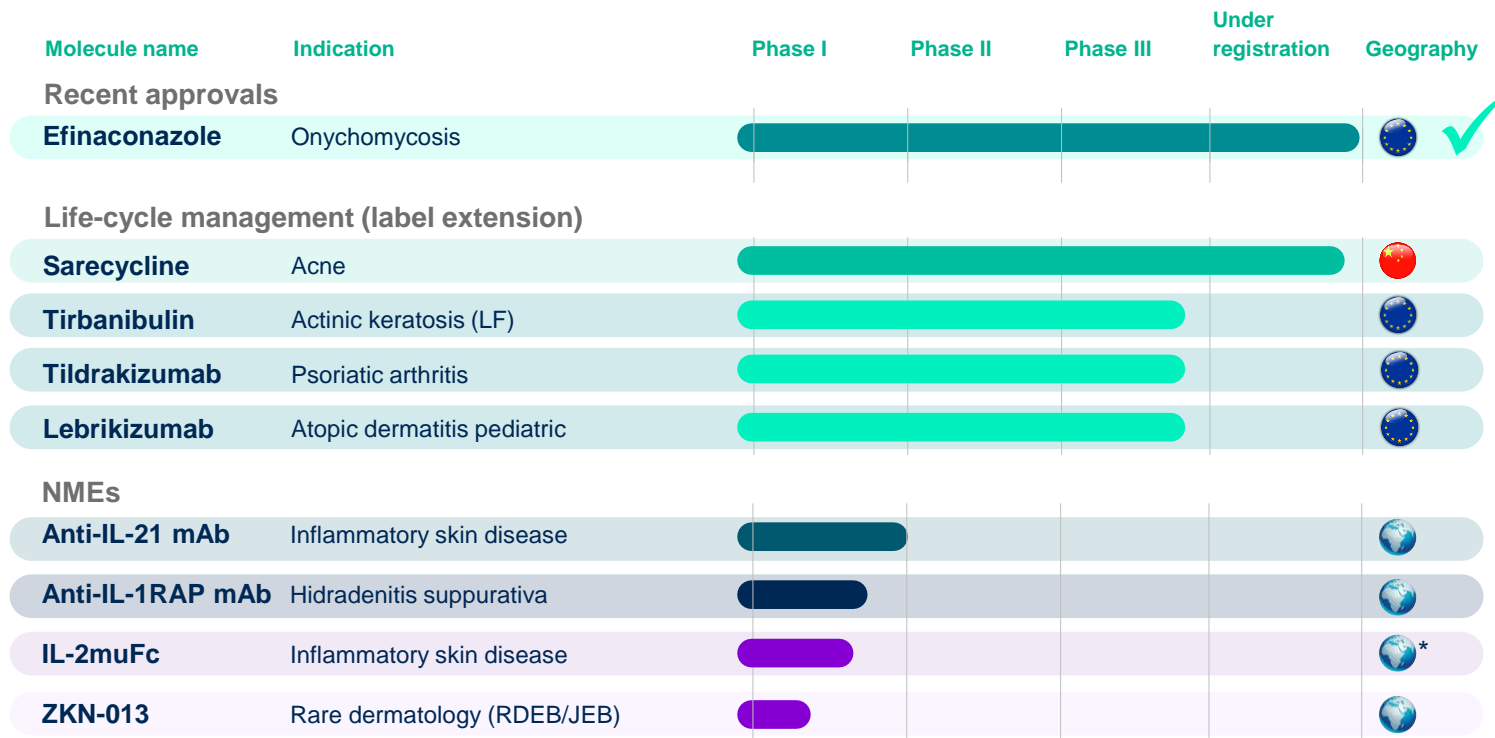 Molecule name Indication Phase I Phase II Phase III Under registration Geography
Recent approvals
Efinaconazole Onychomycosis
Life-cycle management (label extension)
Sarecycline Acne
Tirbanibulin Actinic keratosis (LF)
Tildrakizumab Psoriatic arthritis
Lebrikizumab Atopic dermatitis pediatric
NMEs
Anti-IL-21 mAb Inflammatory skin disease
Anti-IL-1RAP mAb Hidradenitis suppurativa
IL-2muFc Inflammatory skin disease *
ZKN-013 Rare dermatology (RDEB/JEB)